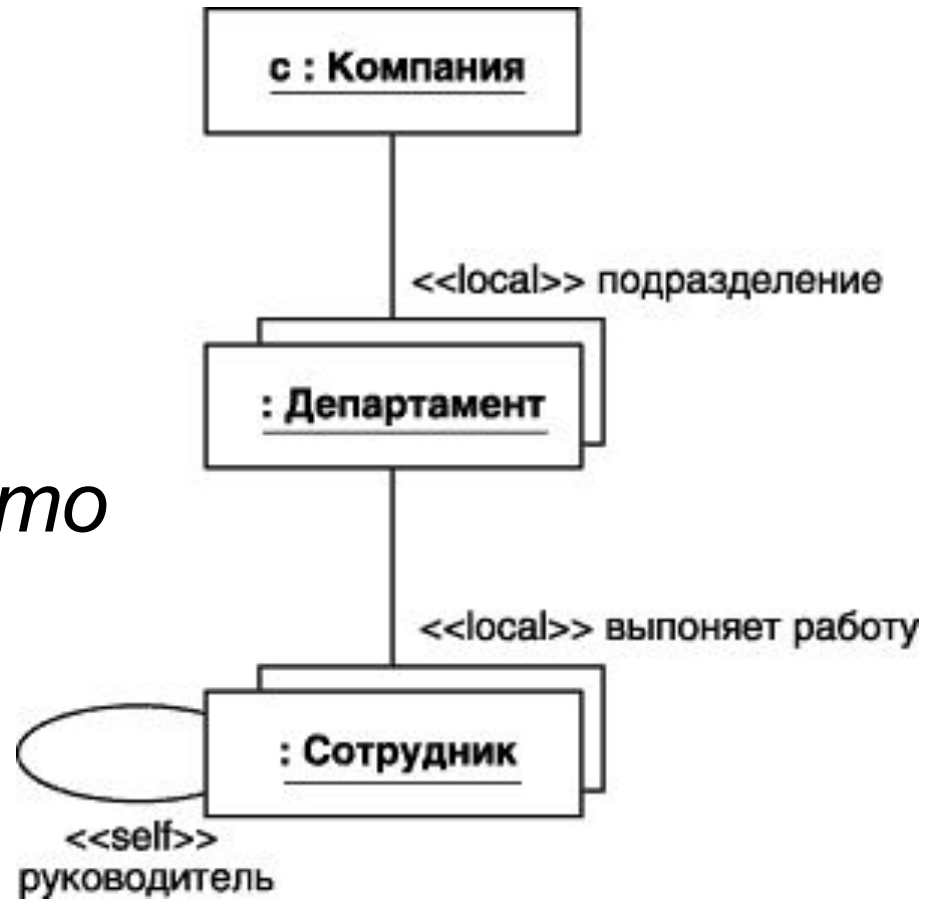 с : Компания
<<local>> подразделение
: Департамент
то
<<local>> выпоняет работу
: Сотрудник
<<self>>
руководитель